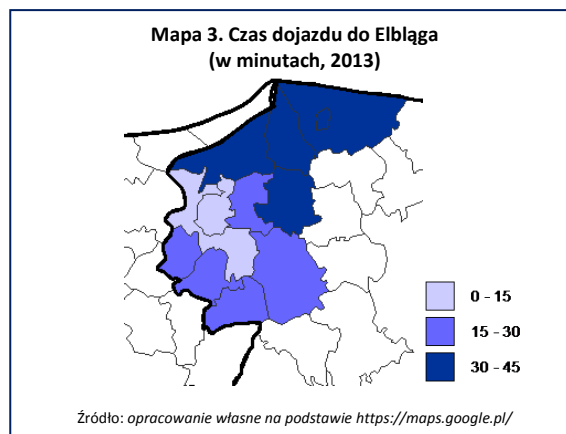 Mapa 3. Czas dojazdu do Elbląga
(w minutach, 2013)
0 - 15
15 - 30
30 - 45
Źródło: opracowanie własne na podstawie https://maps.google.pl/